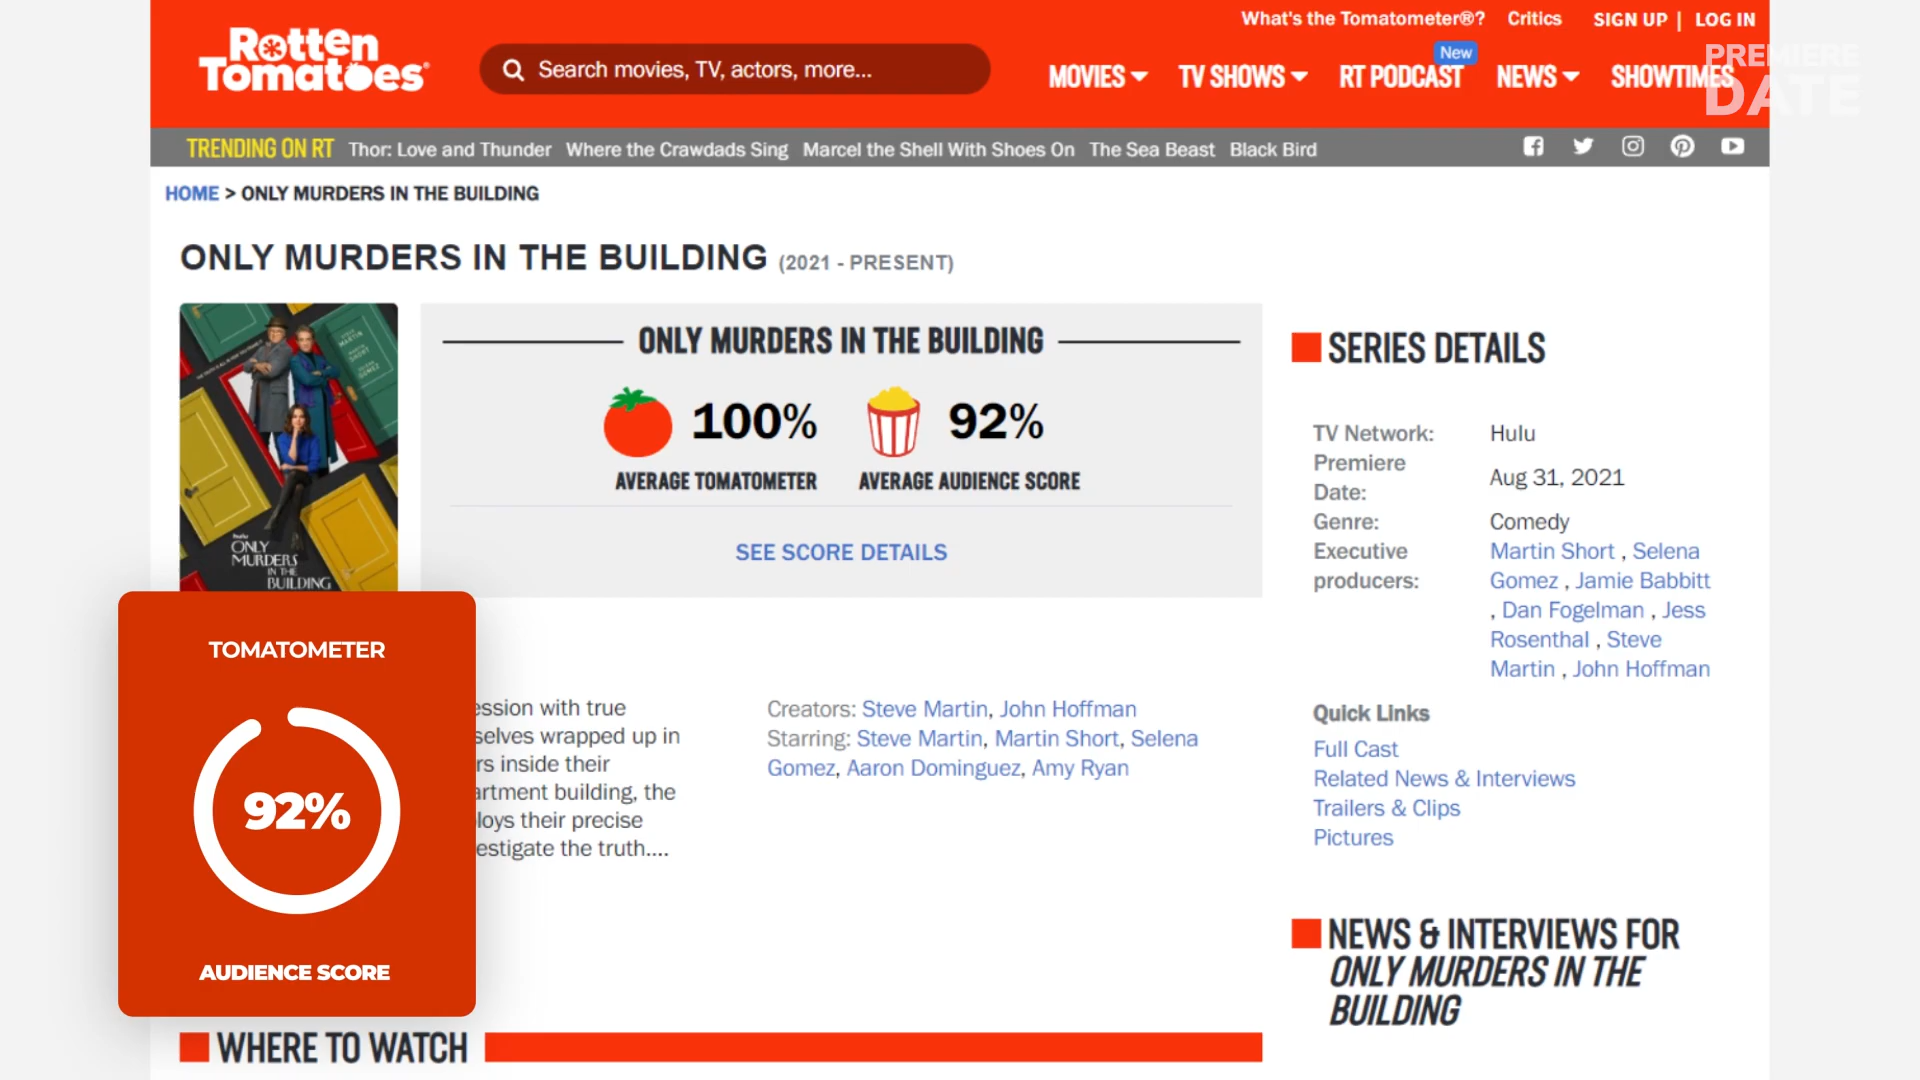 What's the Tomatometer®? Critics SIGN UP | LOG IN
Rotten
Tomatoes
Search movies, TV, actors, more...
New
MOVIES TV SHOWS RT PODCAST NEWS SHOWTIMES
PREMIERE
DATE
TRENDING ON RT Thor: Love and Thunder Where the Crawdads Sing Marcel the Shell With Shoes On The Sea Beast Black Bird
HOME > ONLY MURDERS IN THE BUILDING
ONLY MURDERS IN THE BUILDING (2021 - PRESENT)
STEVE
MARTIN
MARTIN
SHORT
SELENA
GOMEZ
hulu
ONLY
MURDERS
IN THE
BUILDING
ONLY MURDERS IN THE BUILDING
100% 92%
AVERAGE TOMATOMETER AVERAGE AUDIENCE SCORE
SEE SCORE DETAILS
SERIES DETAILS
TV Network: Hulu
Premiere
Date: Aug 31, 2021
Genre: Comedy
Executive
producers:
Martin Short , Selena
Gomez , Jamie Babbitt
, Dan Fogelman , Jess
Rosenthal , Steve
Martin , John Hoffman
Quick Links
Full Cast
Related News & Interviews
Trailers & Clips
Pictures
TOMATOMETER
92%
AUDIENCE SCORE
ession with true
selves wrapped up in
rs inside their
artment building, the
loys their precise
estigate the truth....
Creators: Steve Martin, John Hoffman
Starring: Steve Martin, Martin Short, Selena
Gomez, Aaron Dominguez, Amy Ryan
NEWS & INTERVIEWS FOR
ONLY MURDERS IN THE
BUILDING
WHERE TO WATCH